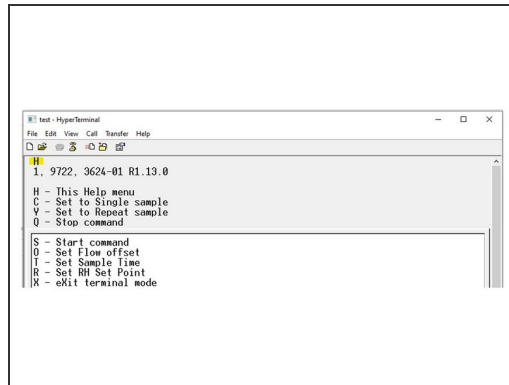 test - HyperTerminal
File Edit View Call Transfer Help
H
1, 9722, 3624-01 R1.13.0
H - This Help menu
C - Set to Single sample
Y - Set to Repeat sample
Q - Stop command
S - Start command
O - Set Flow offset
T - Set Sample Time
R - Set RH Set Point
X - eXit terminal mode